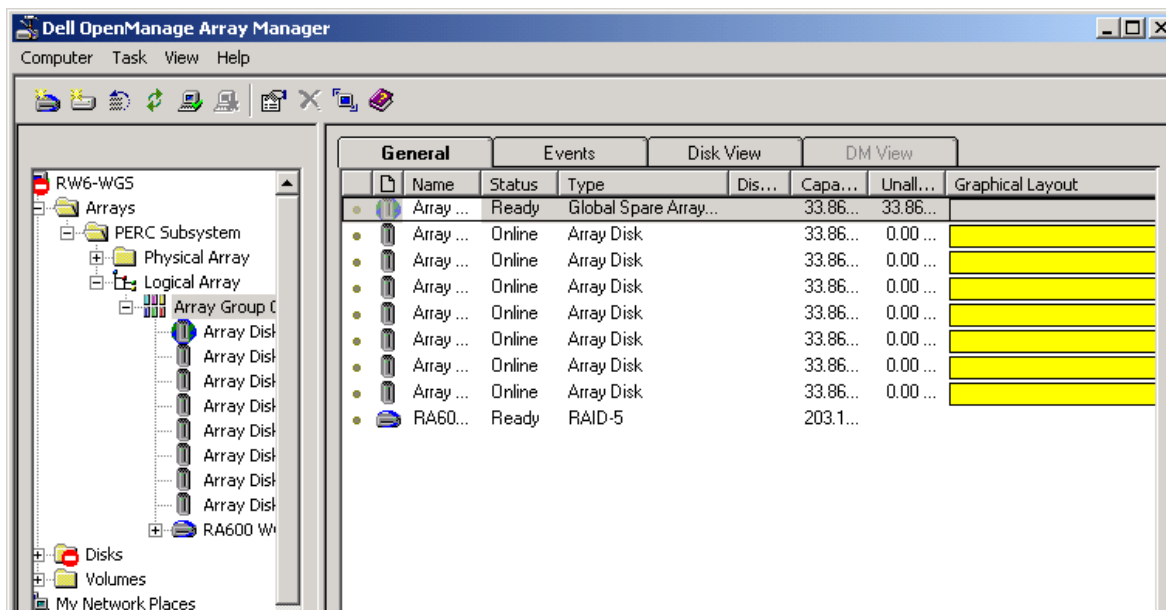 Dell OpenManage Array Manager
Computer Task View Help
General Events Disk View DM View
RW6-WGS
Arrays
PERC Subsystem
Physical Array
Logical Array
Array Group 0
Array Disk
Array Disk
Array Disk
Array Disk
Array Disk
Array Disk
Array Disk
Array Disk
RA600 W
Disks
Volumes
My Network Places
Name Status Type Dis... Capa... Unall... Graphical Layout
Array ... Ready Global Spare Array... 33.86... 33.86...
Array ... Online Array Disk 33.86... 0.00 ...
Array ... Online Array Disk 33.86... 0.00 ...
Array ... Online Array Disk 33.86... 0.00 ...
Array ... Online Array Disk 33.86... 0.00 ...
Array ... Online Array Disk 33.86... 0.00 ...
Array ... Online Array Disk 33.86... 0.00 ...
Array ... Online Array Disk 33.86... 0.00 ...
RA60... Ready RAID-5 203.1...